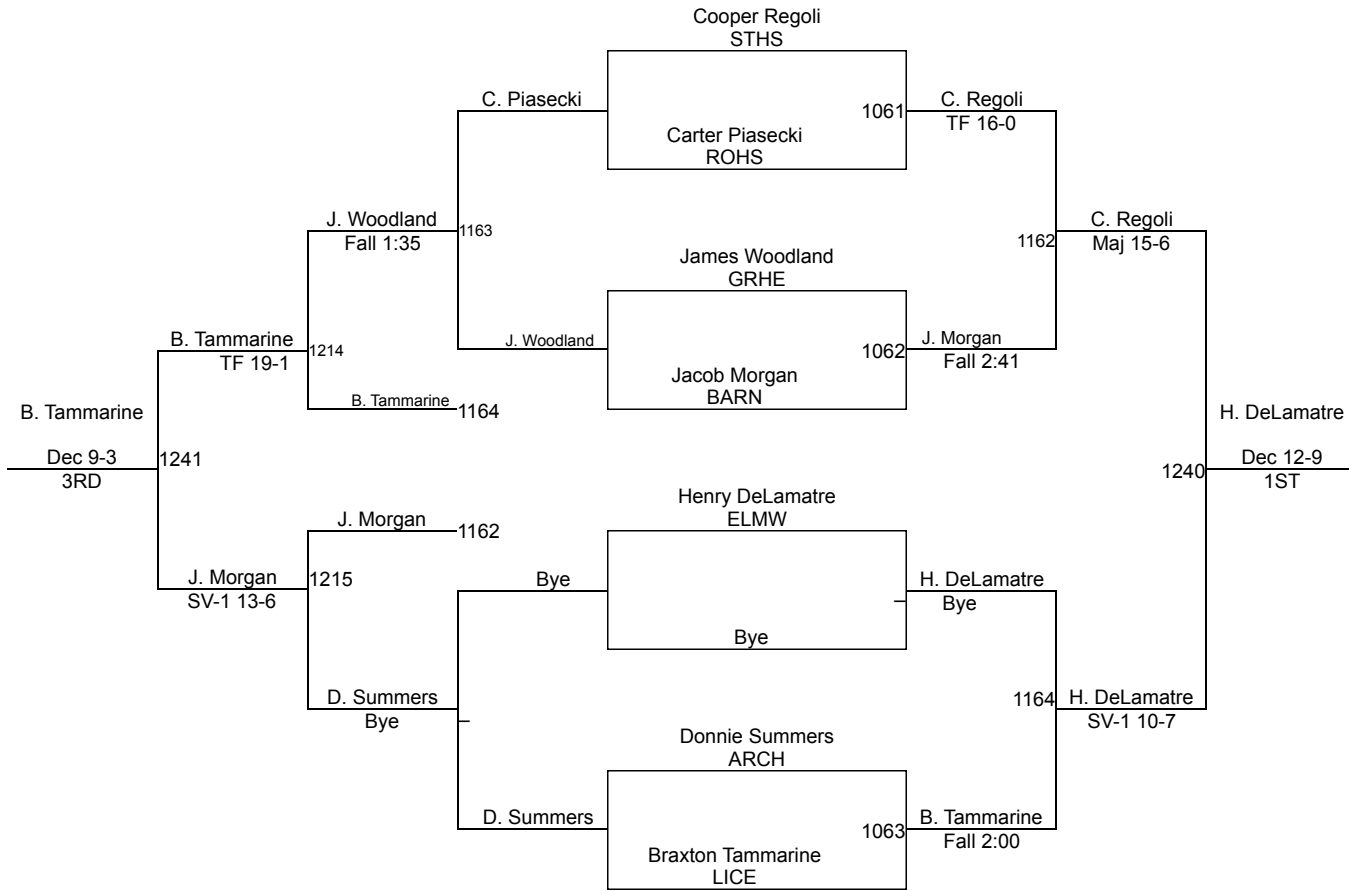 Cooper Regoli
STHS
C. Piasecki
1061
C. Regoli
TF 16-0
Carter Piasecki
ROHS
J. Woodland
Fall 1:35
1163
1162
C. Regoli
Maj 15-6
James Woodland
GRHE
B. Tammarine
TF 19-1
1214
J. Woodland
1062
J. Morgan
Fall 2:41
Jacob Morgan
BARN
B. Tammarine
1164
B. Tammarine
Dec 9-3
3RD
1241
H. DeLamatre
1240
Dec 12-9
1ST
Henry DeLamatre
ELMW
J. Morgan
1162
J. Morgan
SV-1 13-6
1215
Bye
H. DeLamatre
Bye
–
Bye
D. Summers
Bye
–
1164
H. DeLamatre
SV-1 10-7
Donnie Summers
ARCH
D. Summers
1063
B. Tammarine
Fall 2:00
Braxton Tammarine
LICE